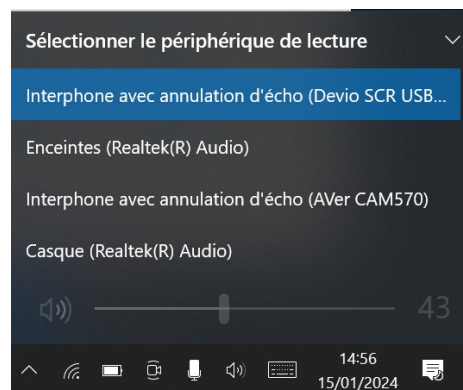 Sélectionner le périphérique de lecture
Interphone avec annulation d'écho (Devio SCR USB...
Enceintes (Realtek(R) Audio)
Interphone avec annulation d'écho (AVer CAM570)
Casque (Realtek(R) Audio)
43
14:56
15/01/2024